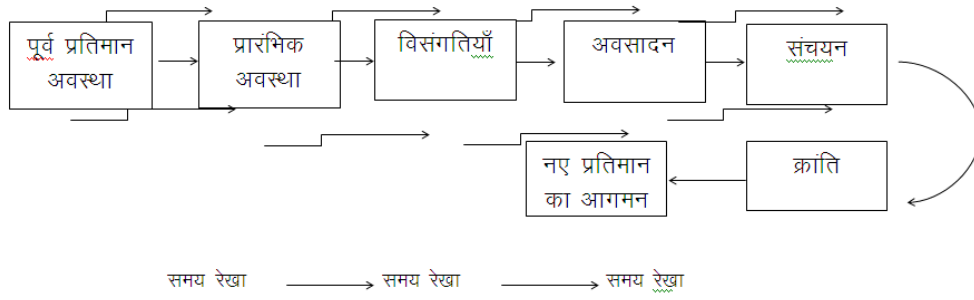 पूर्व प्रतिमान
अवस्था
प्रारंभिक
अवस्था
विसंगतियाँ
अवसादन
संचयन
नए प्रतिमान
का आगमन
क्रांति
समय रेखा
समय रेखा
समय रेखा